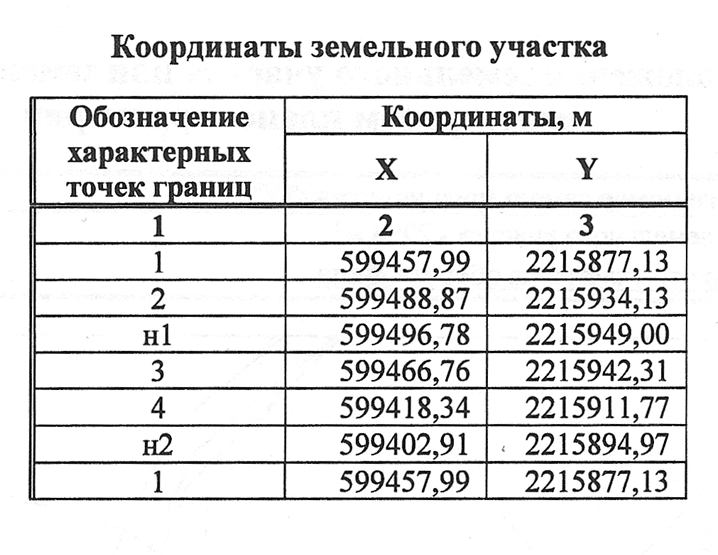 Координаты земельного участка
Обозначение характерных точек границ Координаты, м
X Y
1 2 3
1 599457,99 2215877,13
2 599488,87 2215934,13
н1 599496,78 2215949,00
3 599466,76 2215942,31
4 599418,34 2215911,77
н2 599402,91 2215894,97
1 599457,99 2215877,13